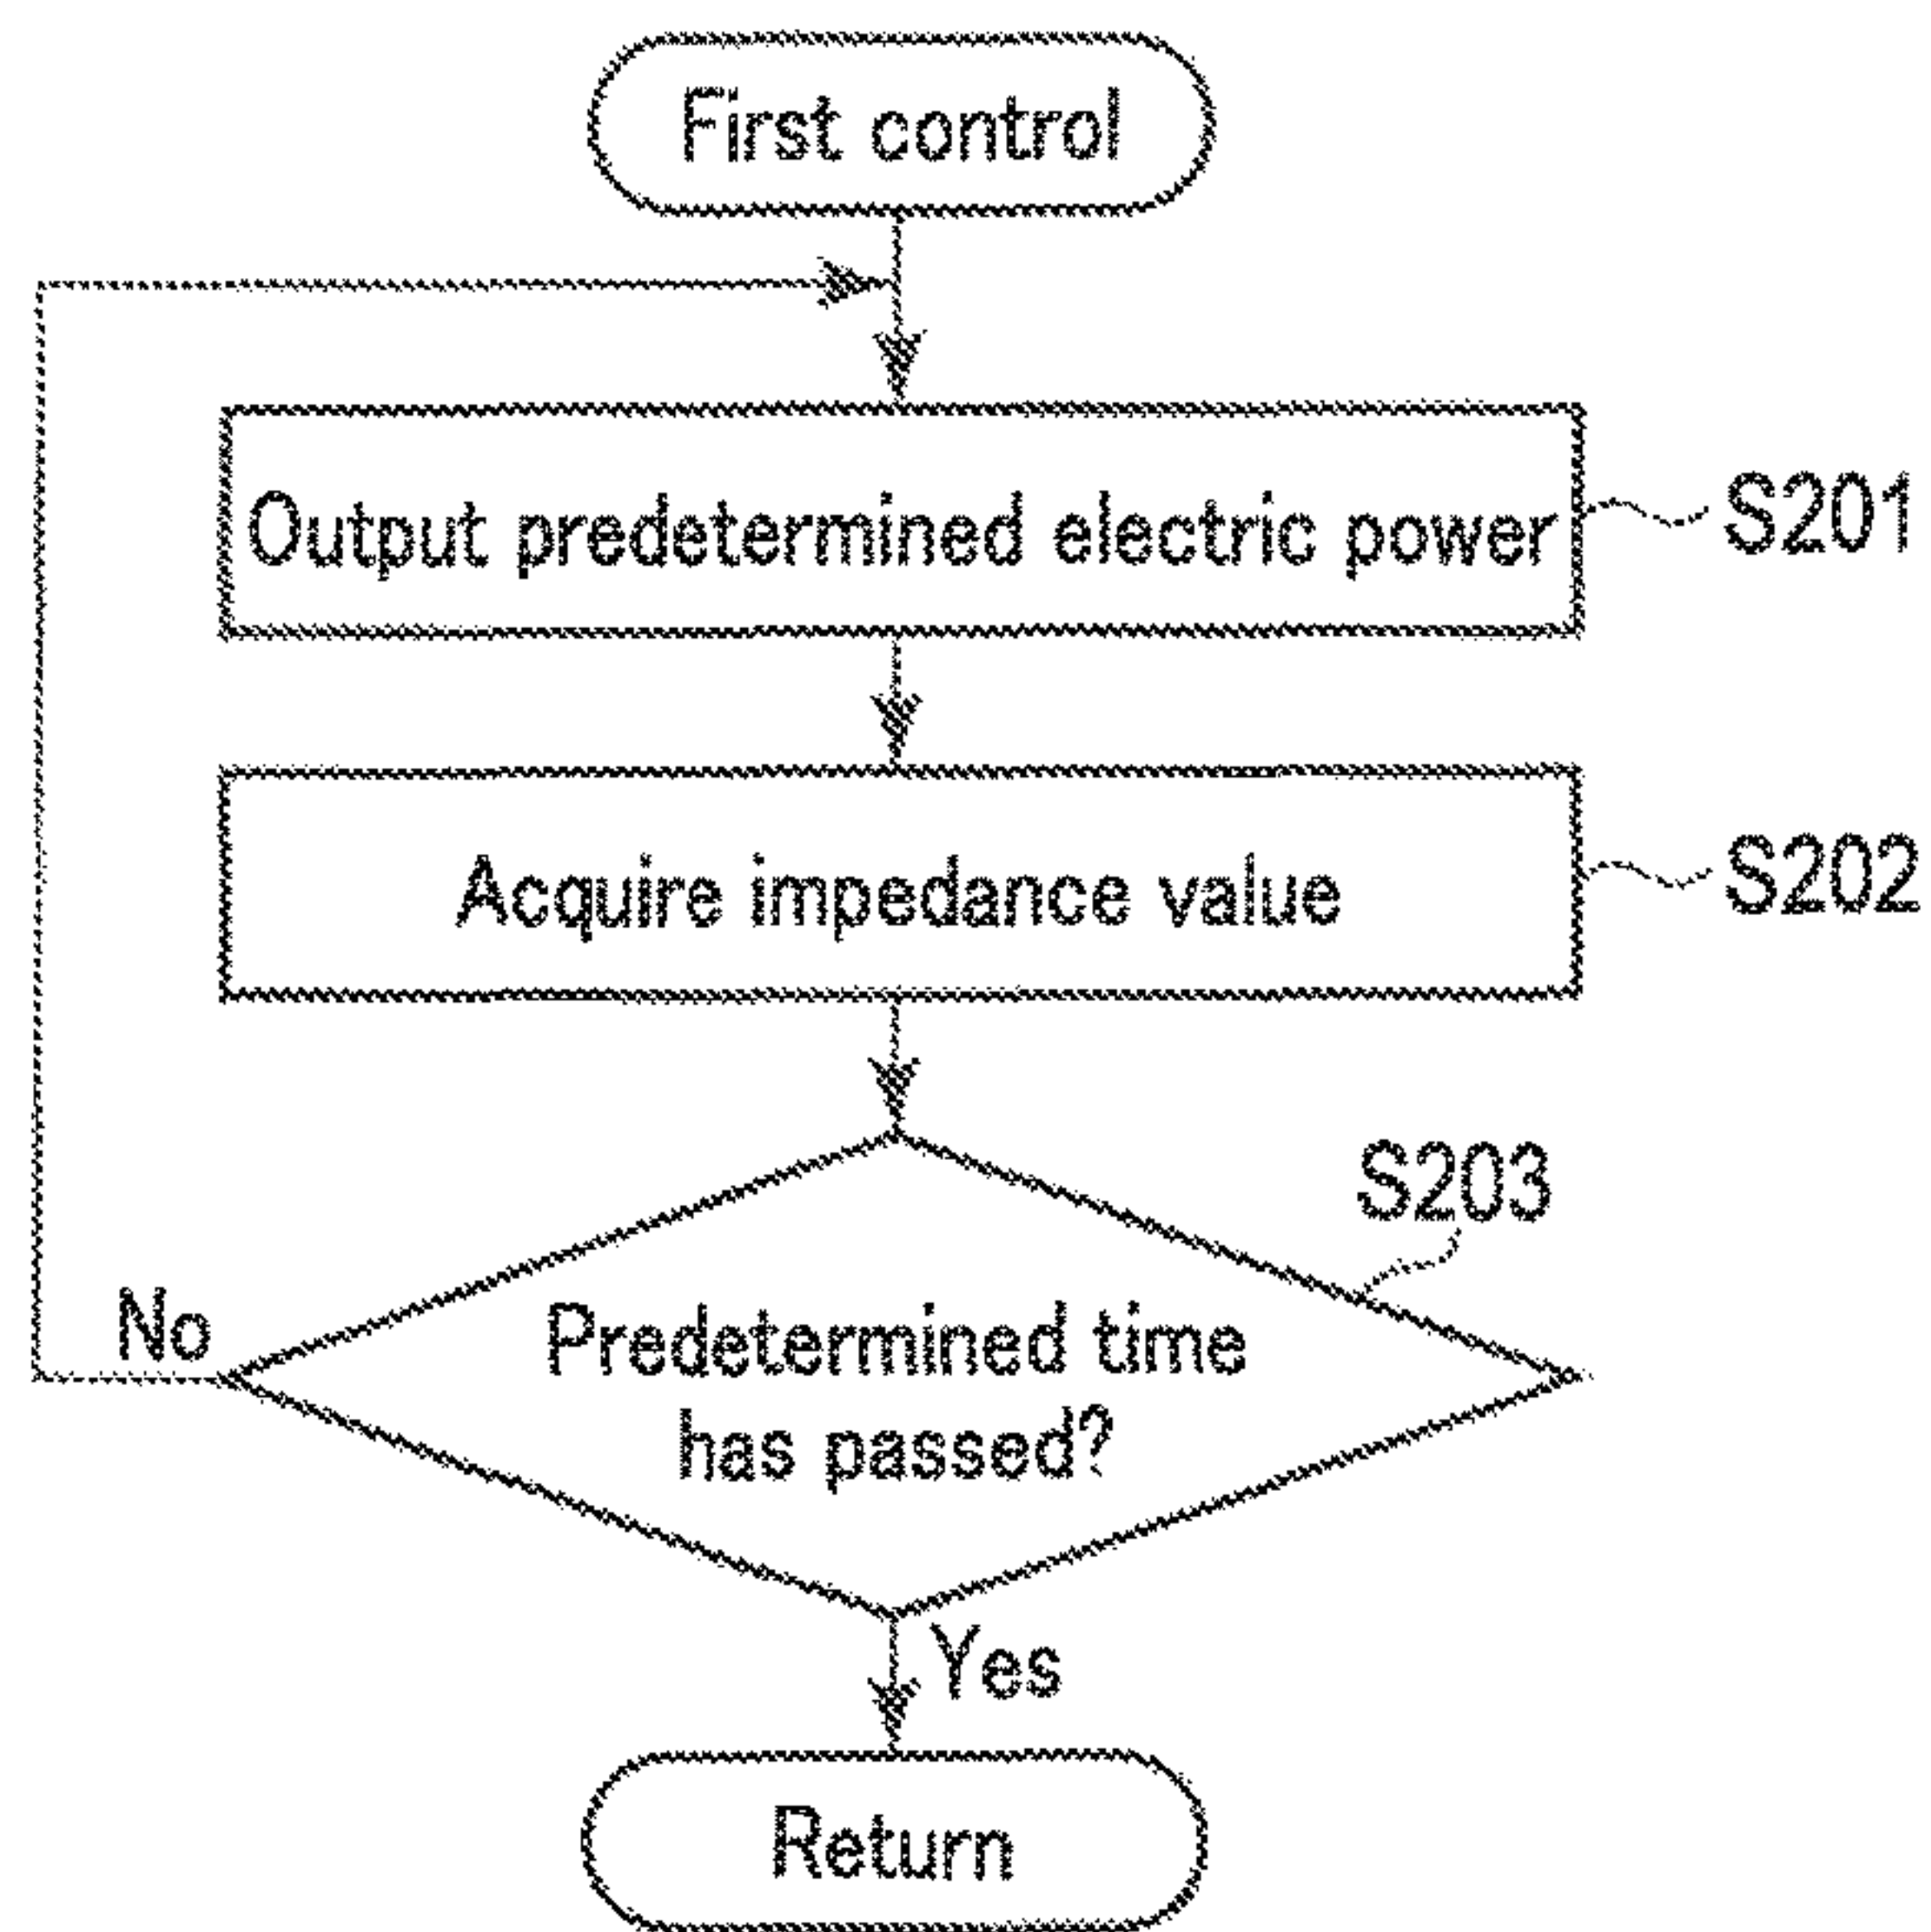 First control
Output predetermined electric power
S201
Acquire impedance value
S202
S203
No
Predetermined time
has passed?
Yes
Return